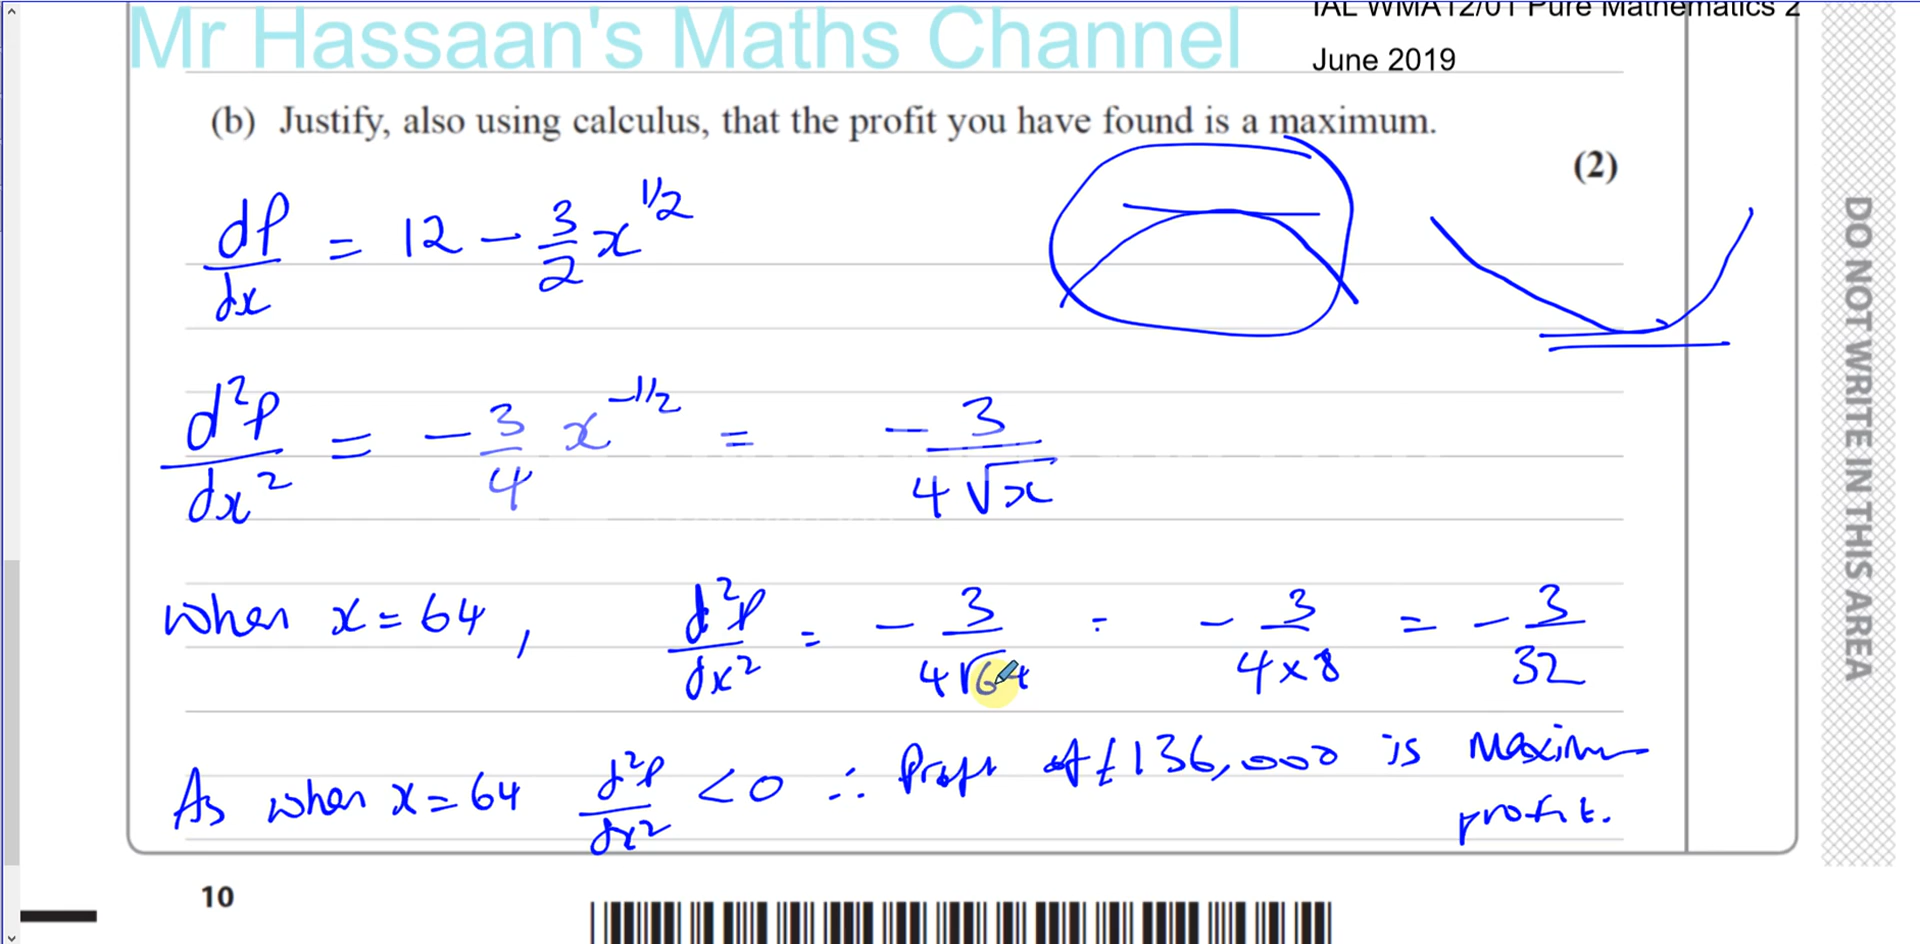 Mr Hassaan's Maths Channel
IAL WMA12/01 Pure Mathematics 2
June 2019
(b) Justify, also using calculus, that the profit you have found is a maximum.
(2)
dP/dx = 12 - 3/2 x^1/2
d²P/dx² = - 3/4 x^-1/2 = - 3/4√x
when x = 64, d²P/dx² = - 3/4√64 = - 3/4×8 = - 3/32
As when x = 64 d²P/dx² < 0 ∴ Profit of £136,000 is Maximum
profit.
DO NOT WRITE IN THIS AREA
10